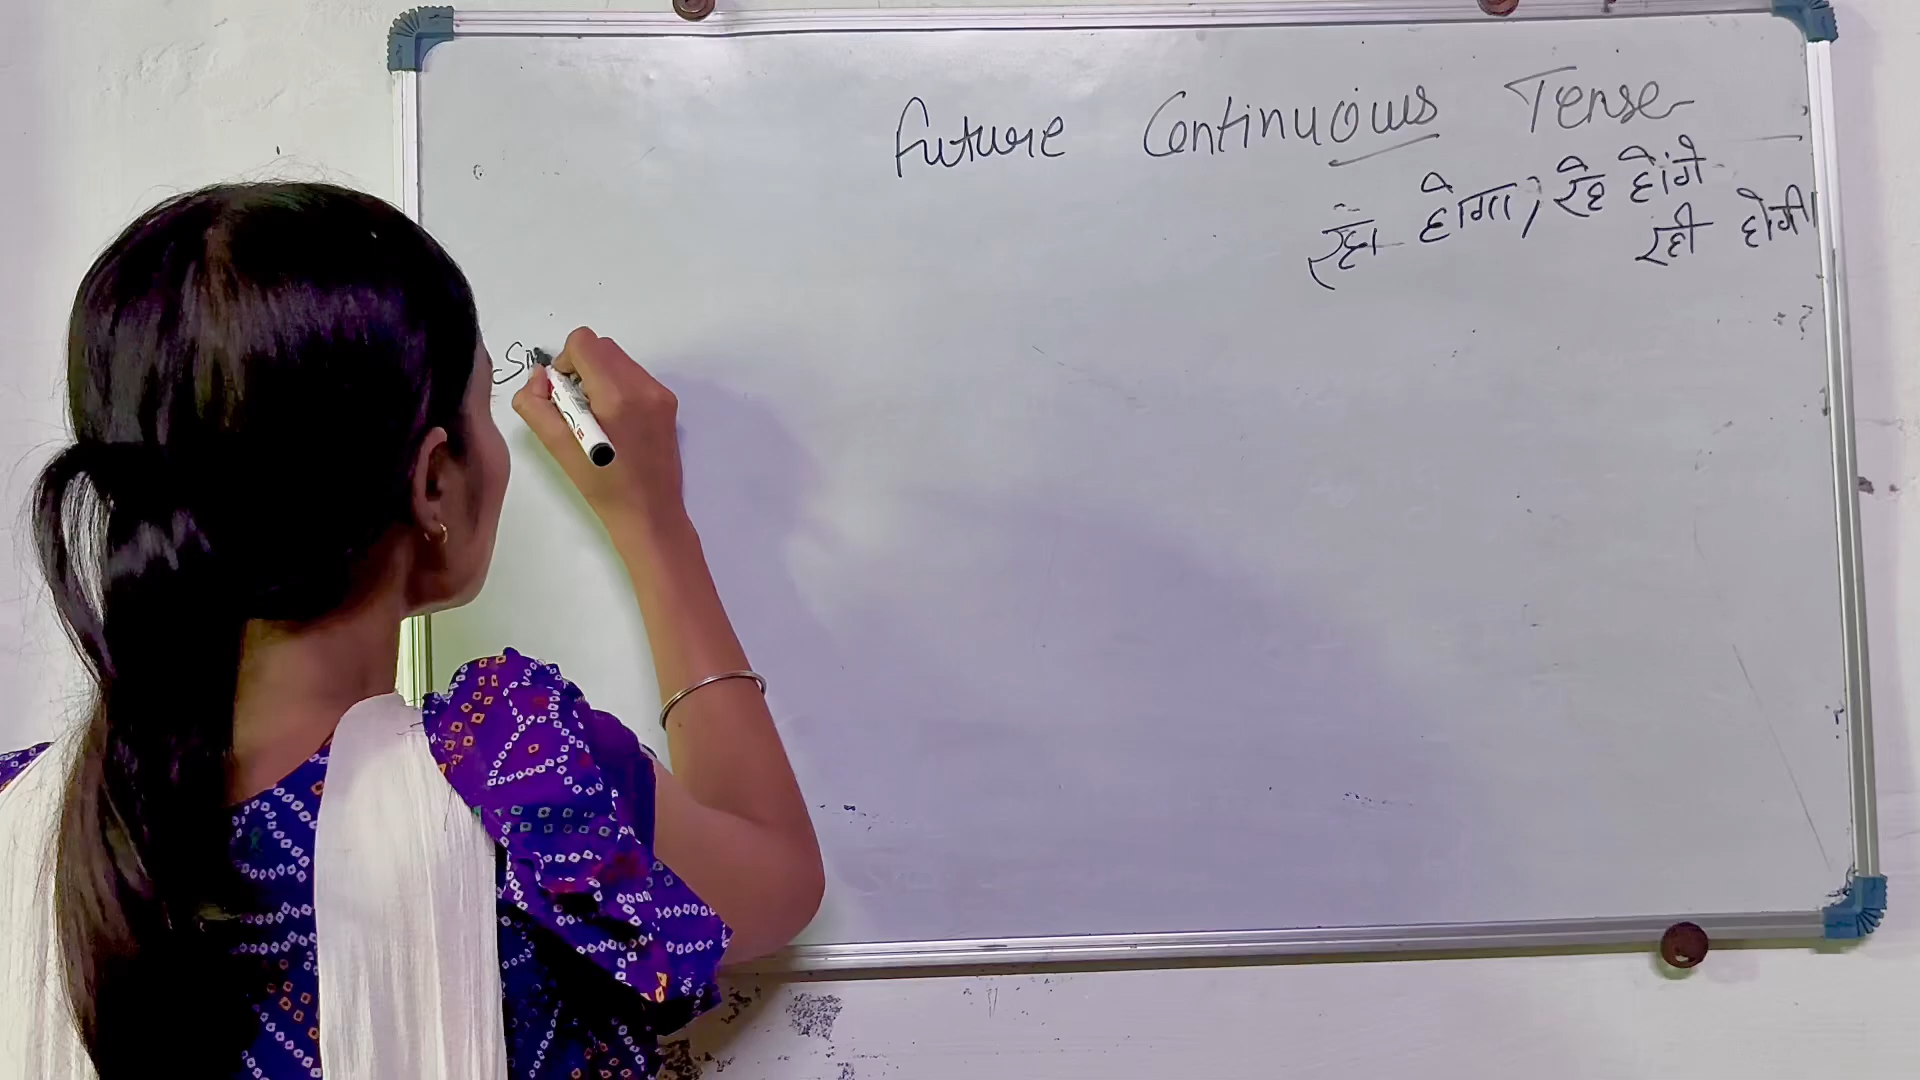 Future Continuous Tense
रहा होगा, रहे होंगे
रही होगी।